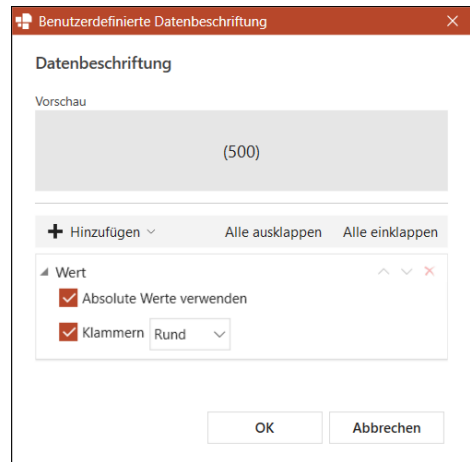 Benutzerdefinierte Datenbeschriftung
Datenbeschriftung
Vorschau
(500)
Hinzufügen Alle ausklappen Alle einklappen
Wert
Absolute Werte verwenden
Klammern Rund
OK Abbrechen